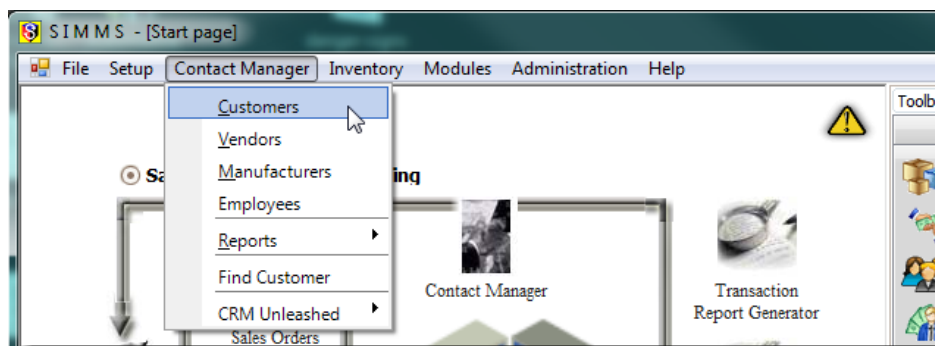 S I M M S - [Start page]
File Setup Contact Manager Inventory Modules Administration Help
Customers
Vendors
Manufacturers
Employees
Reports
Find Customer
CRM Unleashed
Sales Orders
Contact Manager
Transaction
Report Generator